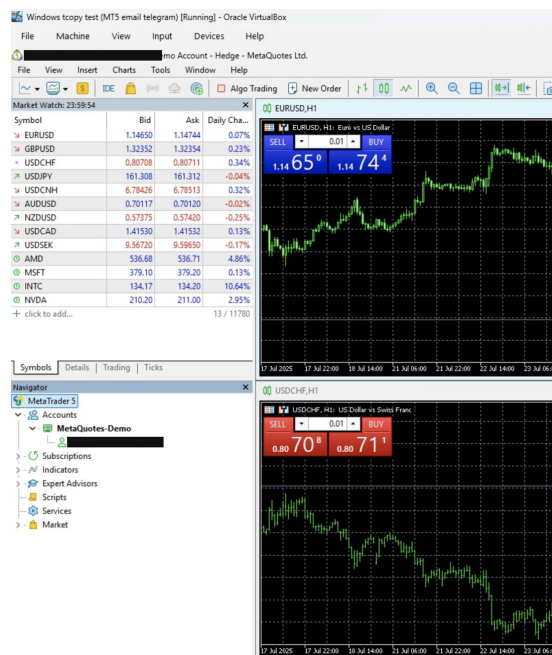 Windows tcopy test (MT5 email telegram) [Running] - Oracle VirtualBox
File Machine View Input Devices Help
mo Account - Hedge - MetaQuotes Ltd.
File View Insert Charts Tools Window Help
IDE Algo Trading New Order
Market Watch: 23:59:54
Symbol Bid Ask Daily Cha...
EURUSD 1.14650 1.14744 0.07%
GBPUSD 1.32352 1.32354 0.23%
USDCHF 0.80708 0.80711 0.34%
USDJPY 161.308 161.312 -0.04%
USDCNH 6.78426 6.78513 0.32%
AUDUSD 0.70117 0.70120 -0.02%
NZDUSD 0.57375 0.57420 -0.25%
USDCAD 1.41530 1.41532 0.13%
USDSEK 9.56720 9.59650 -0.17%
AMD 536.68 536.71 4.86%
MSFT 379.10 379.20 0.13%
INTC 134.17 134.20 10.64%
NVDA 210.20 211.00 2.95%
+ click to add... 13 / 11780
Symbols Details Trading Ticks
Navigator
MetaTrader 5
Accounts
MetaQuotes-Demo
Subscriptions
Indicators
Expert Advisors
Scripts
Services
Market
EURUSD,H1
EURUSD, H1: Euro vs US Dollar
SELL 0.01 BUY
1.14 65 0 1.14 74 4
17 Jul 2025 17 Jul 22:00 18 Jul 14:00 21 Jul 06:00 21 Jul 22:00 22 Jul 14:00 23 Jul 06:
USDCHF,H1
USDCHF, H1: US Dollar vs Swiss Franc
SELL 0.01 BUY
0.80 70 8 0.80 71 1
17 Jul 2025 17 Jul 22:00 18 Jul 14:00 21 Jul 06:00 21 Jul 22:00 22 Jul 14:00 23 Jul 06: